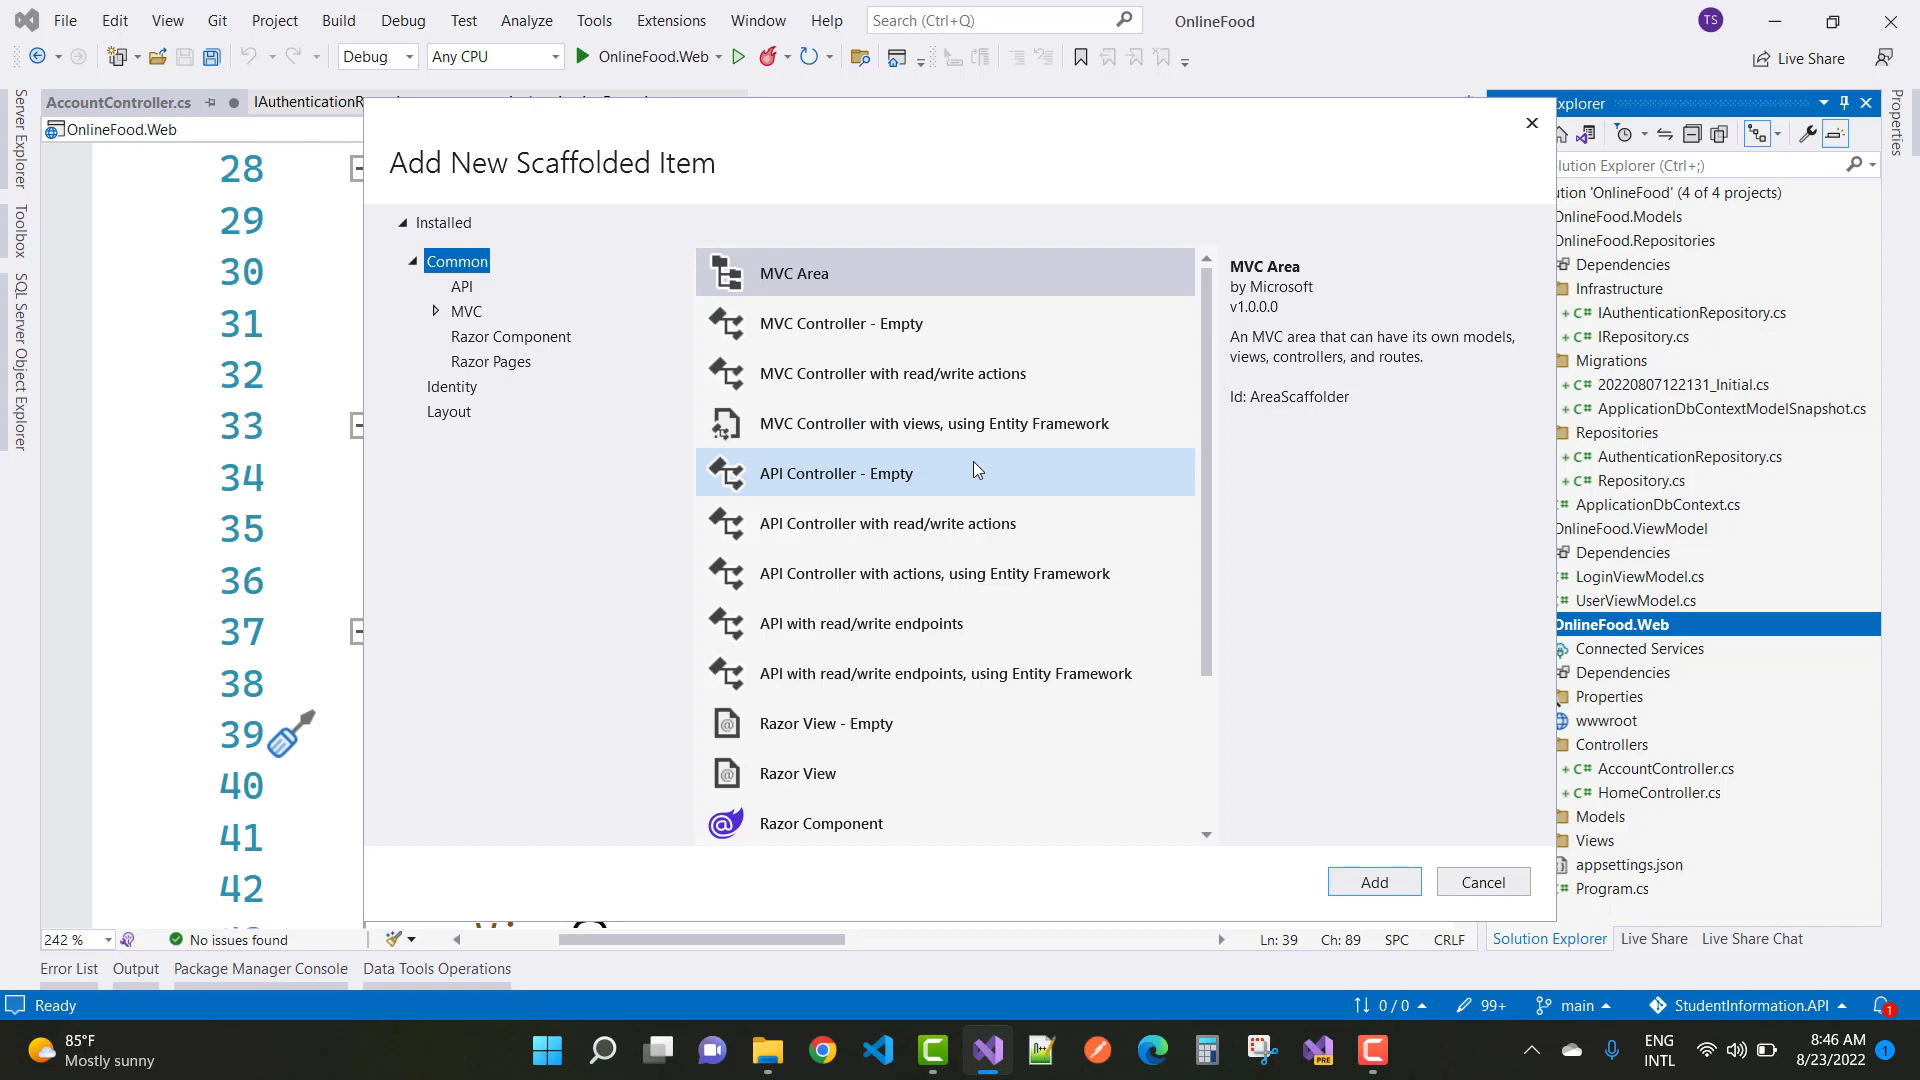 File Edit View Git Project Build Debug Test Analyze Tools Extensions Window Help Search (Ctrl+Q) OnlineFood TS
Debug Any CPU OnlineFood.Web Live Share
AccountController.cs IAuthenticationR
xplorer
OnlineFood.Web
Server Explorer
Toolbox
SQL Server Object Explorer
Properties
28
29
30
31
32
33
34
35
36
37
38
39
40
41
42
Add New Scaffolded Item
Installed
Common
API
MVC
Razor Component
Razor Pages
Identity
Layout
MVC Area
MVC Controller - Empty
MVC Controller with read/write actions
MVC Controller with views, using Entity Framework
API Controller - Empty
API Controller with read/write actions
API Controller with actions, using Entity Framework
API with read/write endpoints
API with read/write endpoints, using Entity Framework
Razor View - Empty
Razor View
Razor Component
MVC Area
by Microsoft
v1.0.0.0
An MVC area that can have its own models,
views, controllers, and routes.
Id: AreaScaffolder
Add Cancel
lution Explorer (Ctrl+;)
ution 'OnlineFood' (4 of 4 projects)
OnlineFood.Models
OnlineFood.Repositories
Dependencies
Infrastructure
+ C# IAuthenticationRepository.cs
+ C# IRepository.cs
Migrations
+ C# 20220807122131_Initial.cs
+ C# ApplicationDbContextModelSnapshot.cs
Repositories
+ C# AuthenticationRepository.cs
+ C# Repository.cs
ApplicationDbContext.cs
OnlineFood.ViewModel
Dependencies
LoginViewModel.cs
UserViewModel.cs
OnlineFood.Web
Connected Services
Dependencies
Properties
wwwroot
Controllers
+ C# AccountController.cs
+ C# HomeController.cs
Models
Views
appsettings.json
Program.cs
242 % No issues found Ln: 39 Ch: 89 SPC CRLF
Solution Explorer Live Share Live Share Chat
Error List Output Package Manager Console Data Tools Operations
Ready 0 / 0 99+ main StudentInformation.API 1
85°F
Mostly sunny
PRE
ENG
INTL
8:46 AM
8/23/2022
1